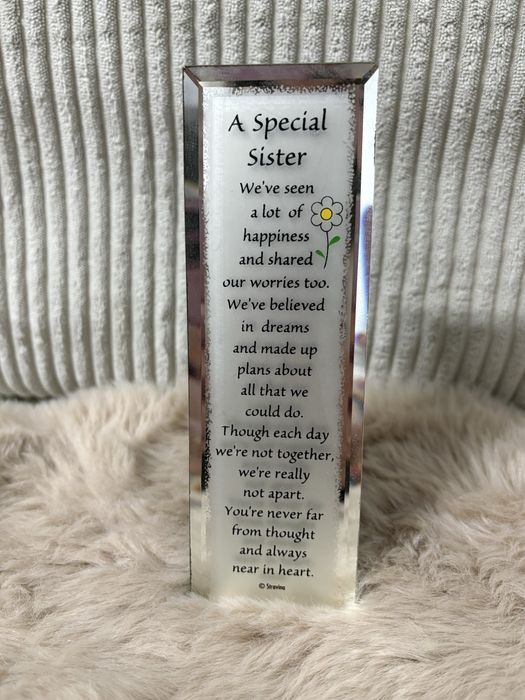 A Special
Sister
We've seen
a lot of
happiness
and shared
our worries too.
We've believed
in dreams
and made up
plans about
all that we
could do.
Though each day
we're not together,
we're really
not apart.
You're never far
from thought
and always
near in heart.
© Stravina